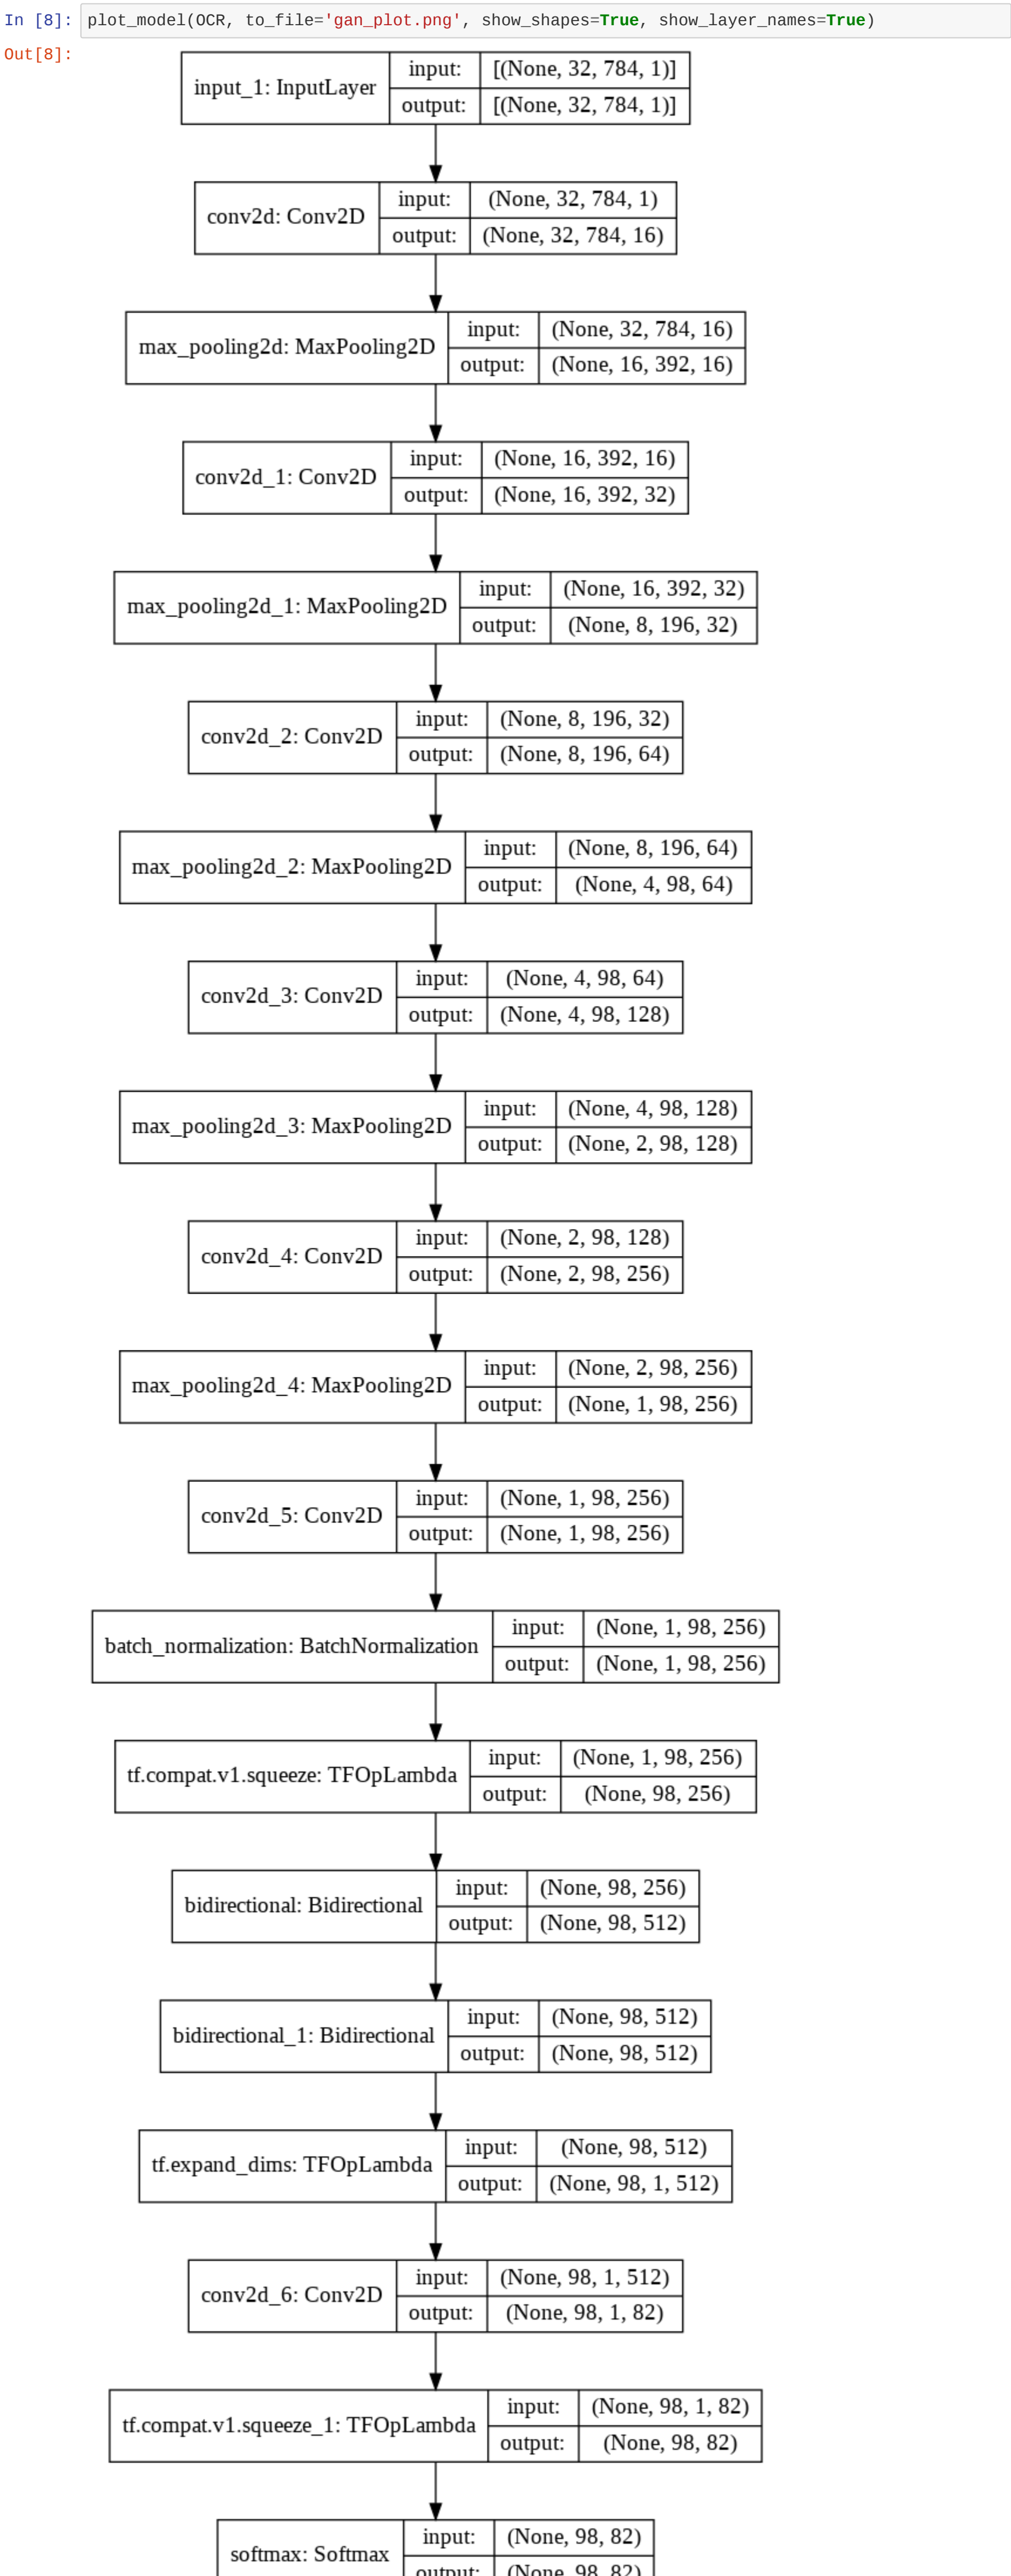 In [8]: plot_model(OCR, to_file='gan_plot.png', show_shapes=True, show_layer_names=True)
Out[8]:
input_1: InputLayer
input: [(None, 32, 784, 1)]
output: [(None, 32, 784, 1)]
conv2d: Conv2D
input: (None, 32, 784, 1)
output: (None, 32, 784, 16)
max_pooling2d: MaxPooling2D
input: (None, 32, 784, 16)
output: (None, 16, 392, 16)
conv2d_1: Conv2D
input: (None, 16, 392, 16)
output: (None, 16, 392, 32)
max_pooling2d_1: MaxPooling2D
input: (None, 16, 392, 32)
output: (None, 8, 196, 32)
conv2d_2: Conv2D
input: (None, 8, 196, 32)
output: (None, 8, 196, 64)
max_pooling2d_2: MaxPooling2D
input: (None, 8, 196, 64)
output: (None, 4, 98, 64)
conv2d_3: Conv2D
input: (None, 4, 98, 64)
output: (None, 4, 98, 128)
max_pooling2d_3: MaxPooling2D
input: (None, 4, 98, 128)
output: (None, 2, 98, 128)
conv2d_4: Conv2D
input: (None, 2, 98, 128)
output: (None, 2, 98, 256)
max_pooling2d_4: MaxPooling2D
input: (None, 2, 98, 256)
output: (None, 1, 98, 256)
conv2d_5: Conv2D
input: (None, 1, 98, 256)
output: (None, 1, 98, 256)
batch_normalization: BatchNormalization
input: (None, 1, 98, 256)
output: (None, 1, 98, 256)
tf.compat.v1.squeeze: TFOpLambda
input: (None, 1, 98, 256)
output: (None, 98, 256)
bidirectional: Bidirectional
input: (None, 98, 256)
output: (None, 98, 512)
bidirectional_1: Bidirectional
input: (None, 98, 512)
output: (None, 98, 512)
tf.expand_dims: TFOpLambda
input: (None, 98, 512)
output: (None, 98, 1, 512)
conv2d_6: Conv2D
input: (None, 98, 1, 512)
output: (None, 98, 1, 82)
tf.compat.v1.squeeze_1: TFOpLambda
input: (None, 98, 1, 82)
output: (None, 98, 82)
softmax: Softmax
input: (None, 98, 82)
output: (None, 98, 82)